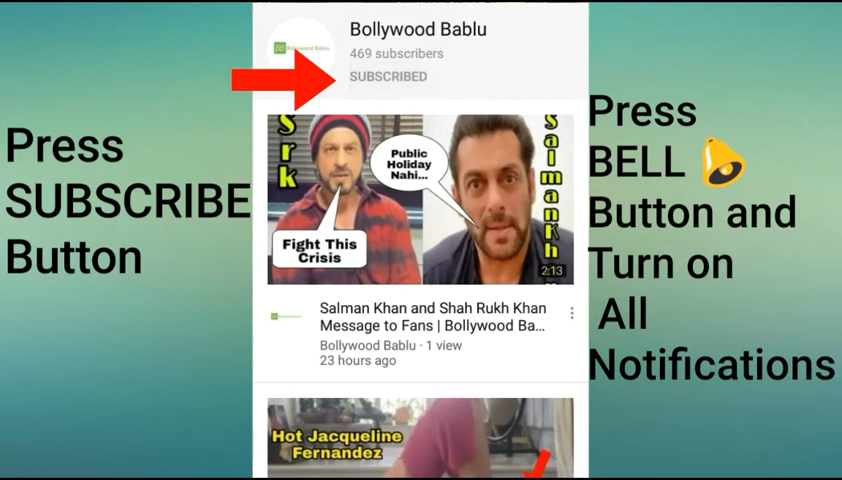 Press
SUBSCRIBE
Button
Bollywood Bablu
469 subscribers
SUBSCRIBED
Srk
Fight This
Crisis
Public
Holiday
Nahi...
Salmankh
2:13
Salman Khan and Shah Rukh Khan
Message to Fans | Bollywood Ba...
Bollywood Bablu · 1 view
23 hours ago
Hot Jacqueline
Fernandez
Press
BELL
Button and
Turn on
All
Notifications